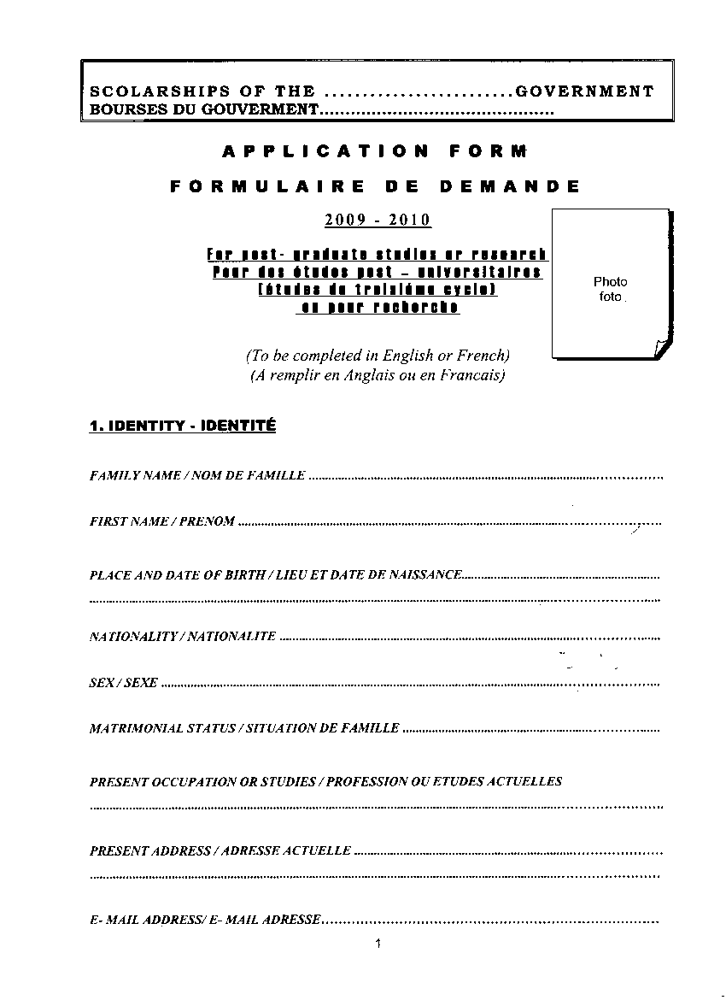 SCOLARSHIPS OF THE .........................GOVERNMENT
BOURSES DU GOUVERMENT.............................................
APPLICATION FORM
FORMULAIRE DE DEMANDE
2009 - 2010
For post- graduate studies or research
Pour des études post – universitaires
(études de troisième cycle)
ou pour recherche
Photo
foto
(To be completed in English or French)
(A remplir en Anglais ou en Francais)
1. IDENTITY - IDENTITÉ
FAMILY NAME / NOM DE FAMILLE ..........................................................................................
FIRST NAME / PRENOM ..........................................................................................
PLACE AND DATE OF BIRTH / LIEU ET DATE DE NAISSANCE............................................................
..........................................................................................
NATIONALITY / NATIONALITE ..........................................................................................
SEX / SEXE ..........................................................................................
MATRIMONIAL STATUS / SITUATION DE FAMILLE ............................................................
PRESENT OCCUPATION OR STUDIES / PROFESSION OU ETUDES ACTUELLES
..........................................................................................
PRESENT ADDRESS / ADRESSE ACTUELLE ..........................................................................................
..........................................................................................
E- MAIL ADDRESS/ E- MAIL ADRESSE..........................................................................................
1